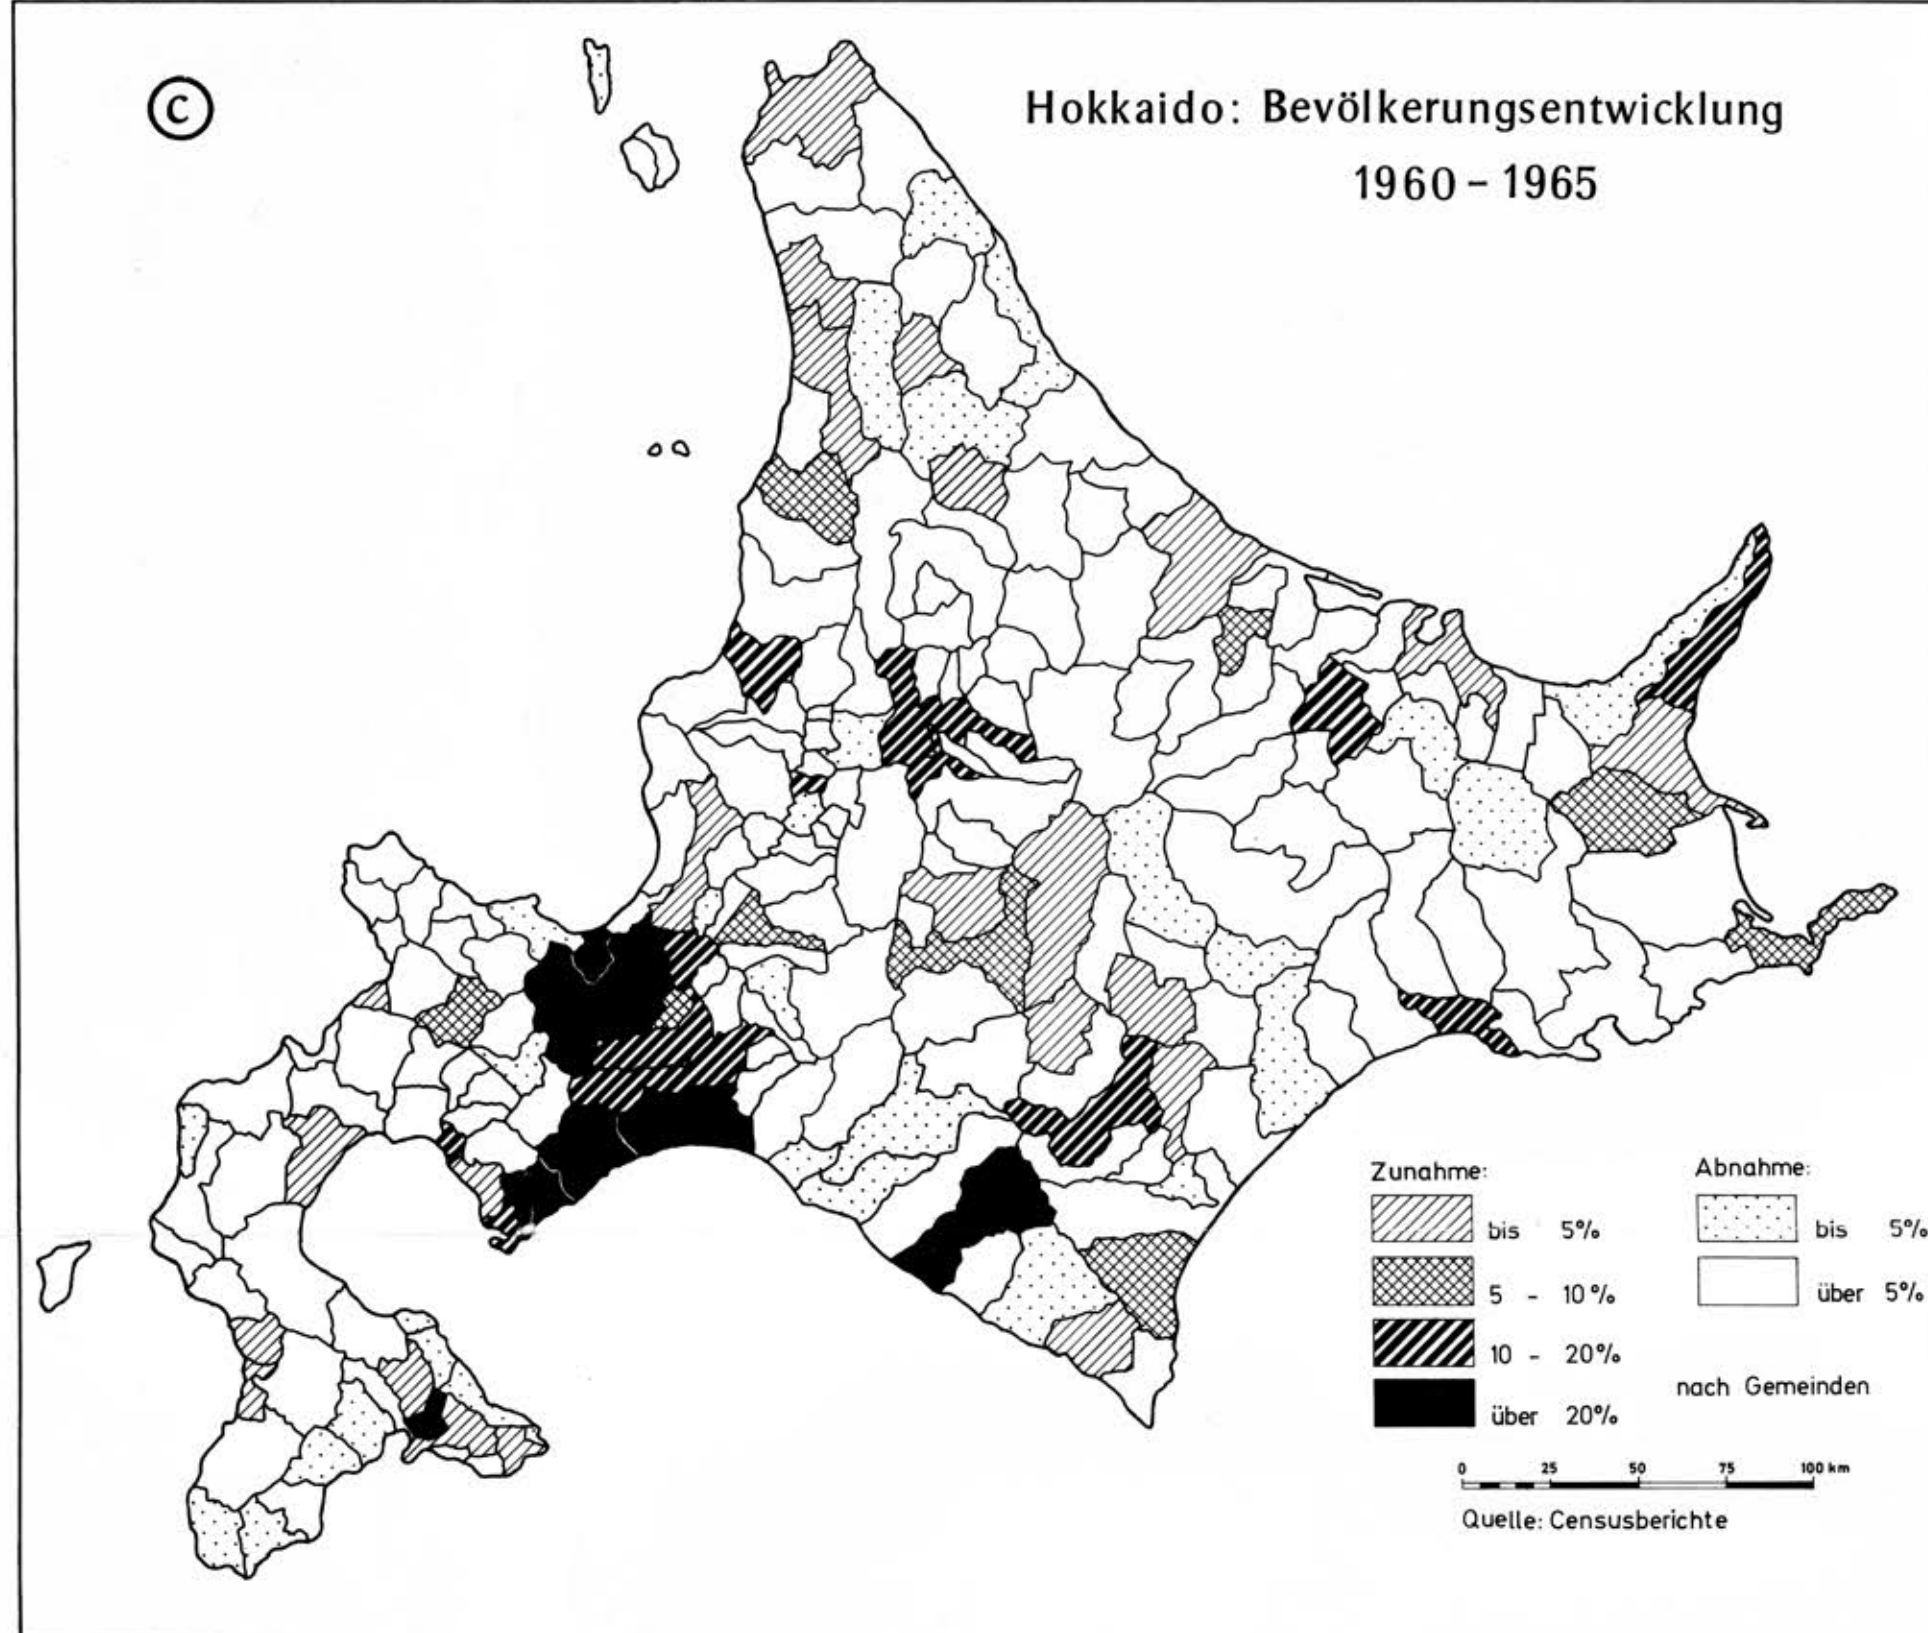 C
Hokkaido: Bevölkerungsentwicklung
1960 – 1965
Zunahme:
bis 5%
5 - 10%
10 - 20%
über 20%
Abnahme:
bis 5%
über 5%
nach Gemeinden
0 25 50 75 100 km
Quelle: Censusberichte